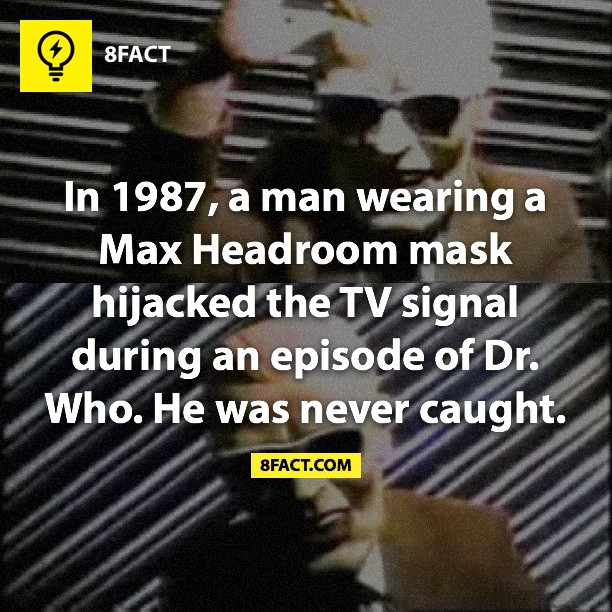 8FACT
In 1987, a man wearing a
Max Headroom mask
hijacked the TV signal
during an episode of Dr.
Who. He was never caught.
8FACT.COM